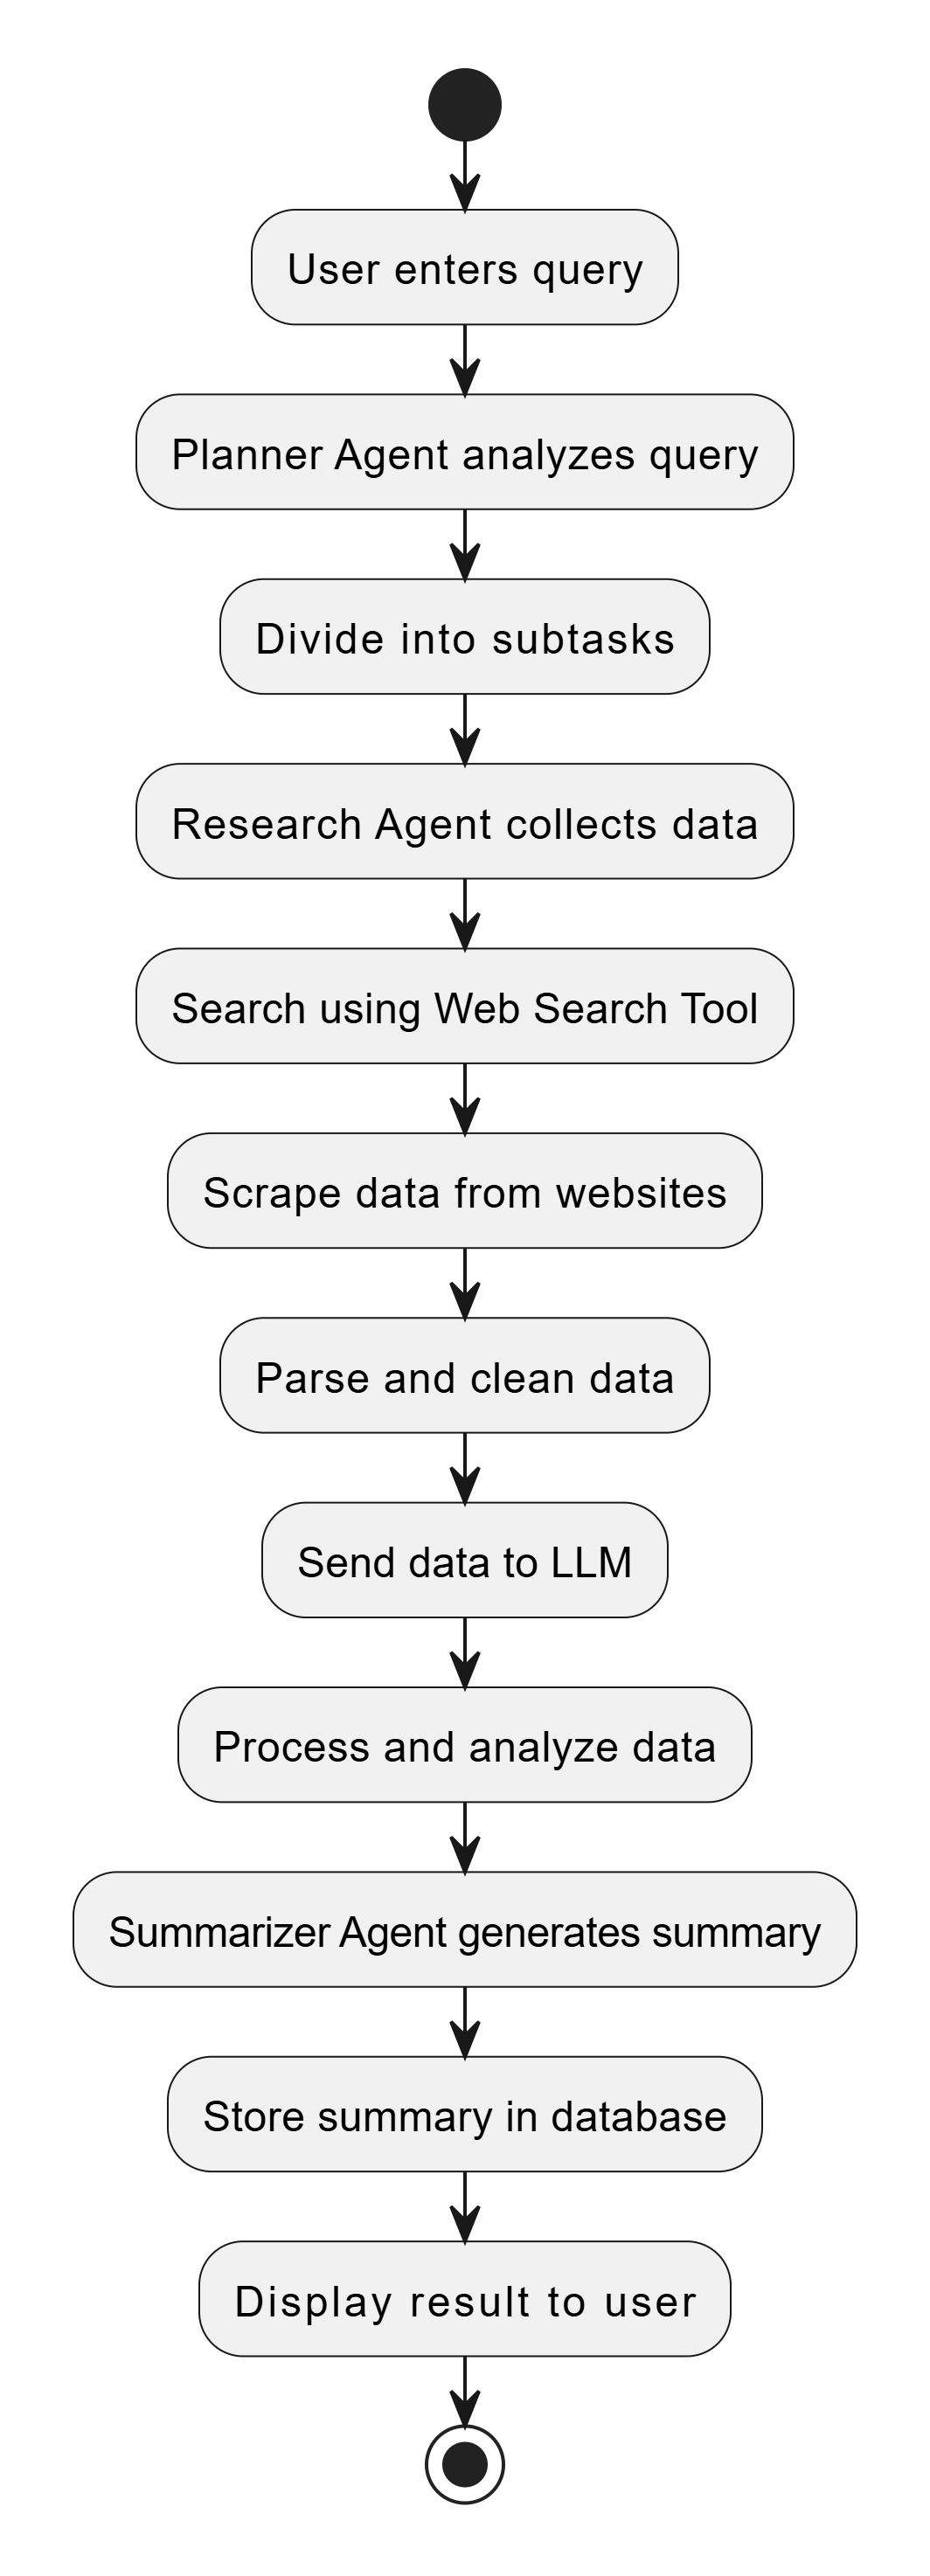 User enters query
Planner Agent analyzes query
Divide into subtasks
Research Agent collects data
Search using Web Search Tool
Scrape data from websites
Parse and clean data
Send data to LLM
Process and analyze data
Summarizer Agent generates summary
Store summary in database
Display result to user